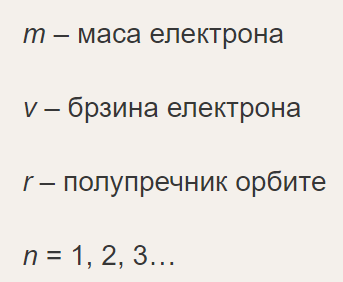 m – маса електрона
v – брзина електрона
r – полупречник орбите
n = 1, 2, 3…